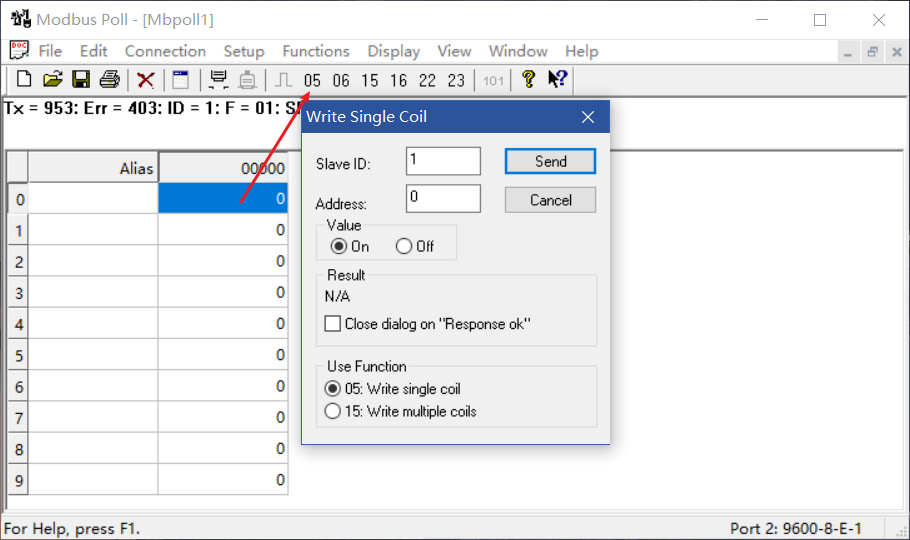 Modbus Poll - [Mbpoll1]
File Edit Connection Setup Functions Display View Window Help
05 06 15 16 22 23 101
Tx = 953: Err = 403: ID = 1: F = 01:
Write Single Coil
Slave ID: 1 Send
Address: 0 Cancel
Value
On Off
Result
N/A
Close dialog on "Response ok"
Use Function
05: Write single coil
15: Write multiple coils
Alias 00000
0 0
1 0
2 0
3 0
4 0
5 0
6 0
7 0
8 0
9 0
For Help, press F1. Port 2: 9600-8-E-1